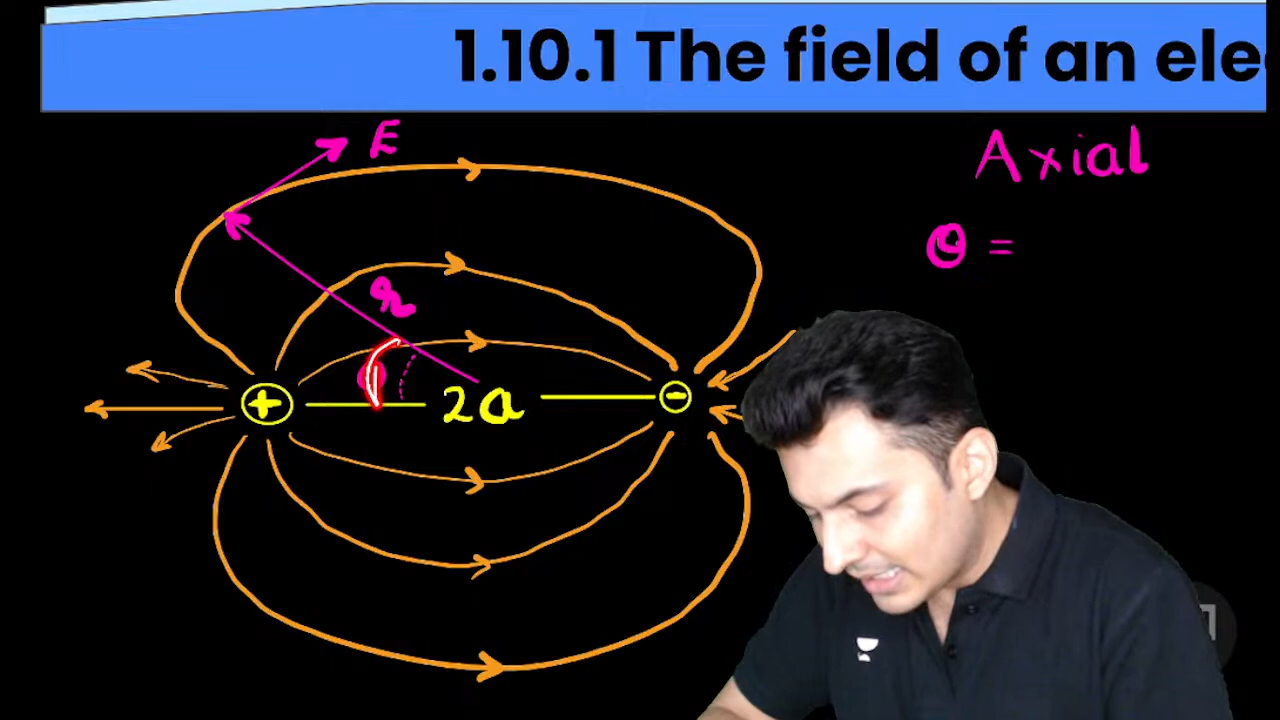 1.10.1 The field of an ele
E
Axial
θ =
r
θ
+ 2a -